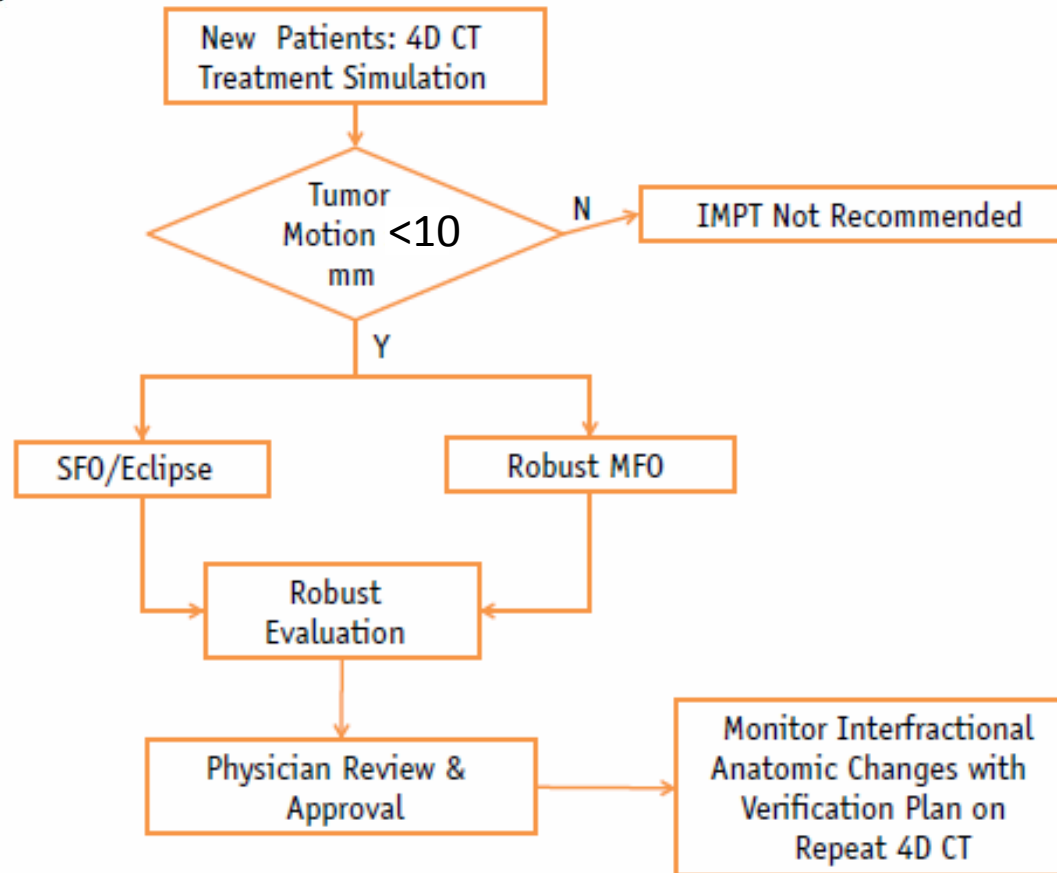 New Patients: 4D CT
Treatment Simulation
Tumor
Motion <10
mm
N
IMPT Not Recommended
Y
SFO/Eclipse
Robust MFO
Robust
Evaluation
Physician Review &
Approval
Monitor Interfractional
Anatomic Changes with
Verification Plan on
Repeat 4D CT